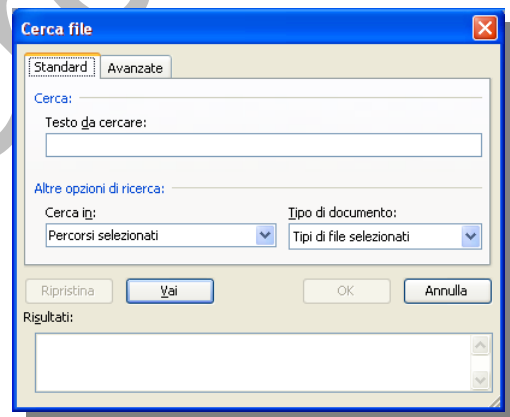 Cerca file
Standard Avanzate
Cerca:
Testo da cercare:
Altre opzioni di ricerca:
Cerca in: Tipo di documento:
Percorsi selezionati Tipi di file selezionati
Ripristina Vai OK Annulla
Risultati: